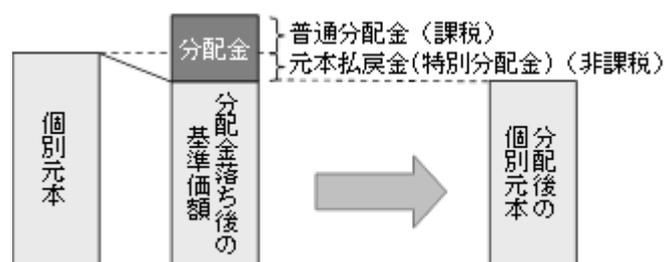 分配金
普通分配金（課税）
元本払戻金(特別分配金)（非課税）
個別元本
分配金落ち後の
基準価額
分配後の
個別元本